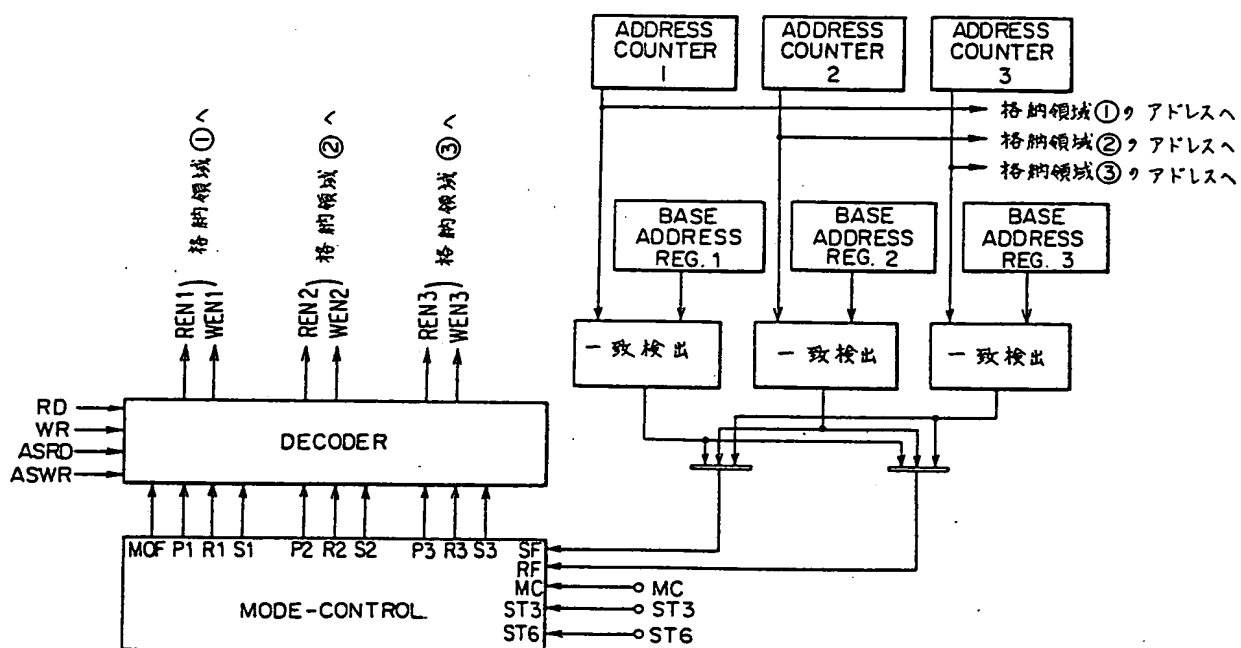 ADDRESS
COUNTER
1
ADDRESS
COUNTER
2
ADDRESS
COUNTER
3
格納領域①のアドレスへ
格納領域②のアドレスへ
格納領域③のアドレスへ
BASE
ADDRESS
REG. 1
BASE
ADDRESS
REG. 2
BASE
ADDRESS
REG. 3
一致検出
一致検出
一致検出
格納領域①へ
REN1
WEN1
格納領域②へ
REN2
WEN2
格納領域③へ
REN3
WEN3
RD
WR
ASRD
ASWR
DECODER
MOF P1 R1 S1 P2 R2 S2 P3 R3 S3 SF
RF
MC MC
ST3 ST3
ST6 ST6
MODE-CONTROL.